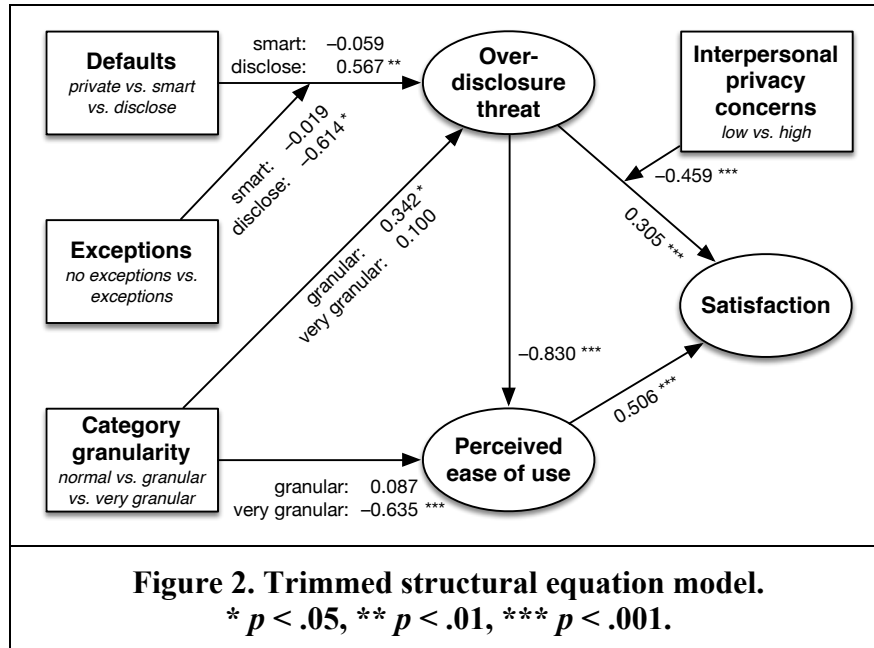 Defaults
private vs. smart
vs. disclose
smart: –0.059
disclose: 0.567 **
Over-
disclosure
threat
Interpersonal
privacy
concerns
low vs. high
smart: –0.019
disclose: –0.614 *
–0.459 ***
Exceptions
no exceptions vs.
exceptions
granular: 0.342 *
very granular: 0.100
0.305 ***
Satisfaction
–0.830 ***
0.506 ***
Category
granularity
normal vs. granular
vs. very granular
Perceived
ease of use
granular: 0.087
very granular: –0.635 ***
Figure 2. Trimmed structural equation model.
* p < .05, ** p < .01, *** p < .001.